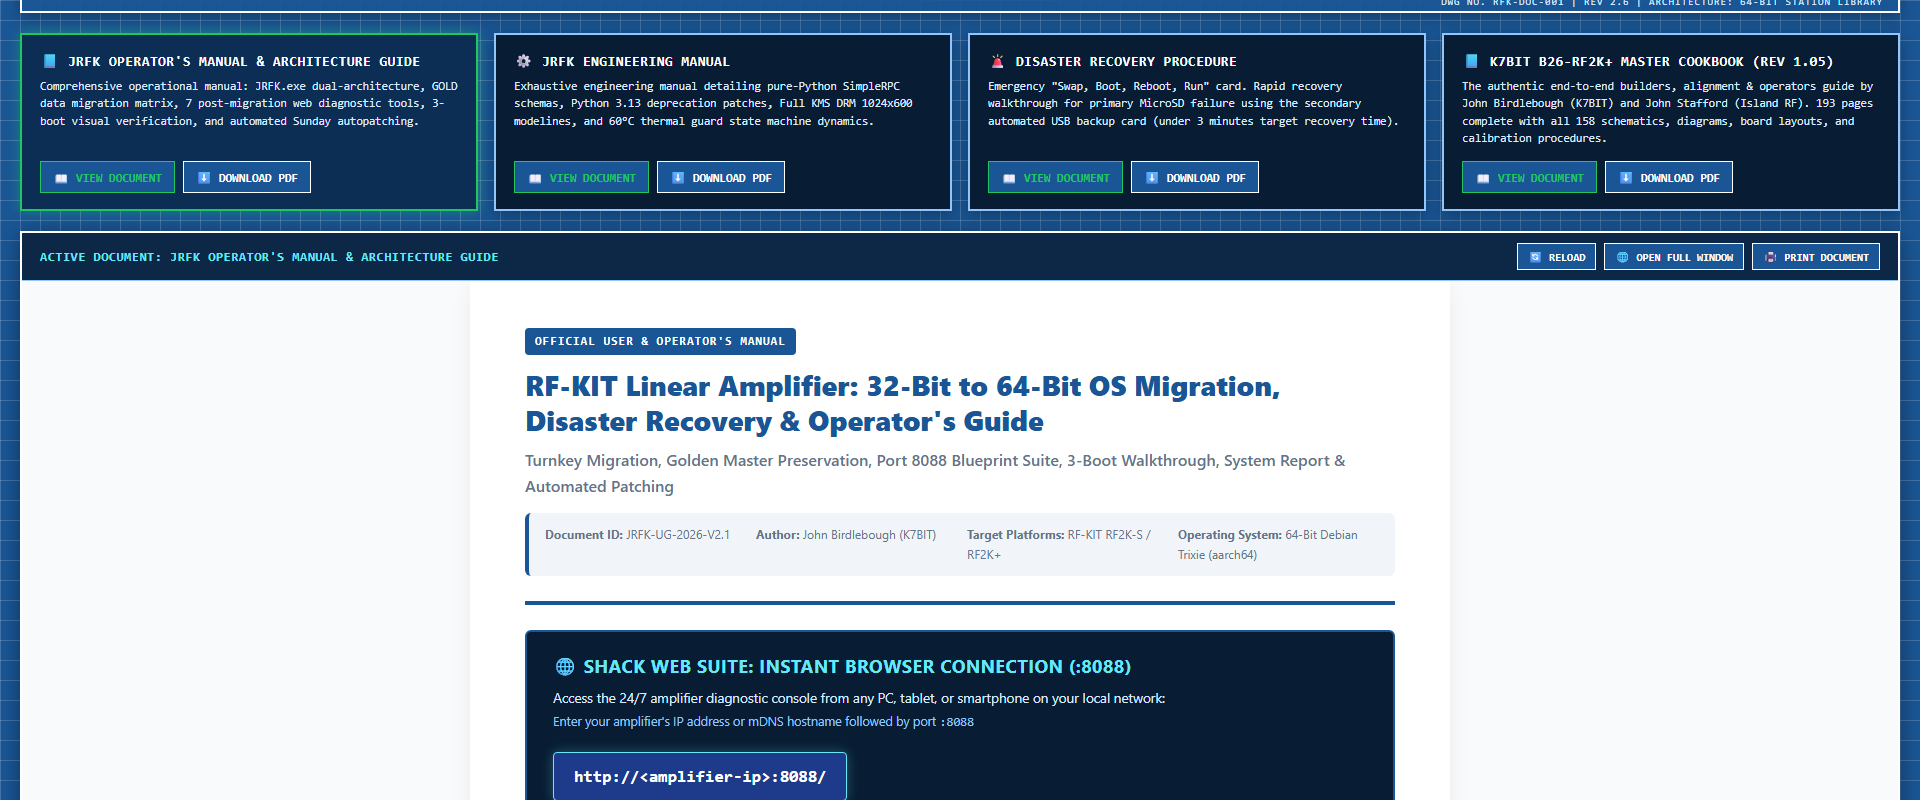 DWG NO. RFK-DOC-001 | REV 2.6 | ARCHITECTURE: 64-BIT STATION LIBRARY
JRFK OPERATOR'S MANUAL & ARCHITECTURE GUIDE
Comprehensive operational manual: JRFK.exe dual-architecture, GOLD
data migration matrix, 7 post-migration web diagnostic tools, 3-
boot visual verification, and automated Sunday autopatching.
VIEW DOCUMENT
DOWNLOAD PDF
JRFK ENGINEERING MANUAL
Exhaustive engineering manual detailing pure-Python SimpleRPC
schemas, Python 3.13 deprecation patches, Full KMS DRM 1024x600
modelines, and 60°C thermal guard state machine dynamics.
VIEW DOCUMENT
DOWNLOAD PDF
DISASTER RECOVERY PROCEDURE
Emergency "Swap, Boot, Reboot, Run" card. Rapid recovery
walkthrough for primary MicroSD failure using the secondary
automated USB backup card (under 3 minutes target recovery time).
VIEW DOCUMENT
DOWNLOAD PDF
K7BIT B26-RF2K+ MASTER COOKBOOK (REV 1.05)
The authentic end-to-end builders, alignment & operators guide by
John Birdlebough (K7BIT) and John Stafford (Island RF). 193 pages
complete with all 158 schematics, diagrams, board layouts, and
calibration procedures.
VIEW DOCUMENT
DOWNLOAD PDF
ACTIVE DOCUMENT: JRFK OPERATOR'S MANUAL & ARCHITECTURE GUIDE
RELOAD
OPEN FULL WINDOW
PRINT DOCUMENT
OFFICIAL USER & OPERATOR'S MANUAL
RF-KIT Linear Amplifier: 32-Bit to 64-Bit OS Migration,
Disaster Recovery & Operator's Guide
Turnkey Migration, Golden Master Preservation, Port 8088 Blueprint Suite, 3-Boot Walkthrough, System Report &
Automated Patching
Document ID: JRFK-UG-2026-V2.1
Author: John Birdlebough (K7BIT)
Target Platforms: RF-KIT RF2K-S /
RF2K+
Operating System: 64-Bit Debian
Trixie (aarch64)
SHACK WEB SUITE: INSTANT BROWSER CONNECTION (:8088)
Access the 24/7 amplifier diagnostic console from any PC, tablet, or smartphone on your local network:
Enter your amplifier's IP address or mDNS hostname followed by port :8088
http://<amplifier-ip>:8088/